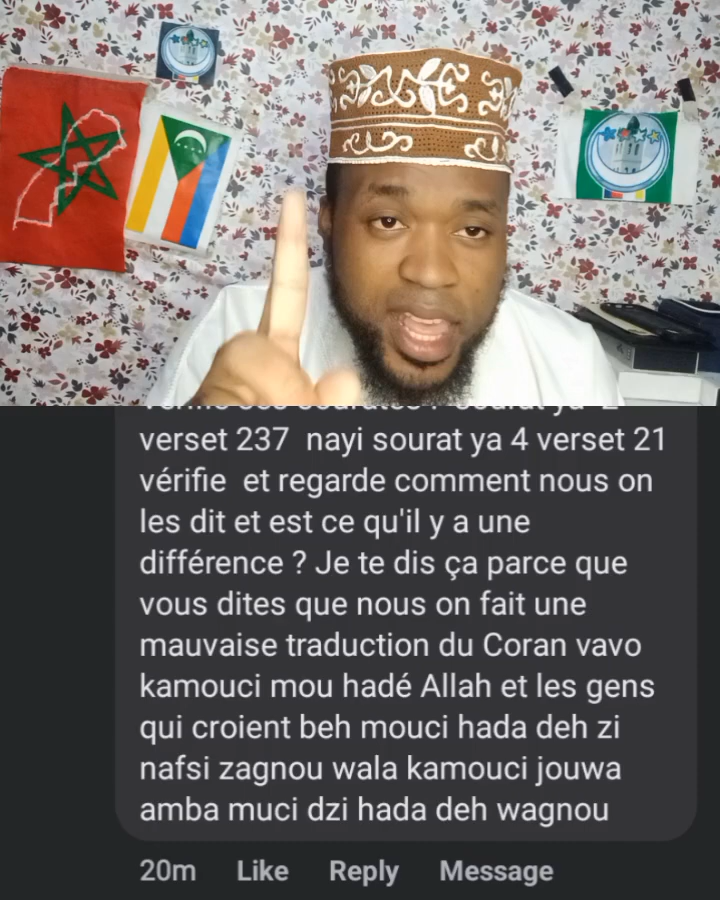 verset 237 nayi sourat ya 4 verset 21
vérifie et regarde comment nous on
les dit et est ce qu'il y a une
différence ? Je te dis ça parce que
vous dites que nous on fait une
mauvaise traduction du Coran vavo
kamouci mou hadé Allah et les gens
qui croient beh mouci hada deh zi
nafsi zagnou wala kamouci jouwa
amba muci dzi hada deh wagnou
20m Like Reply Message